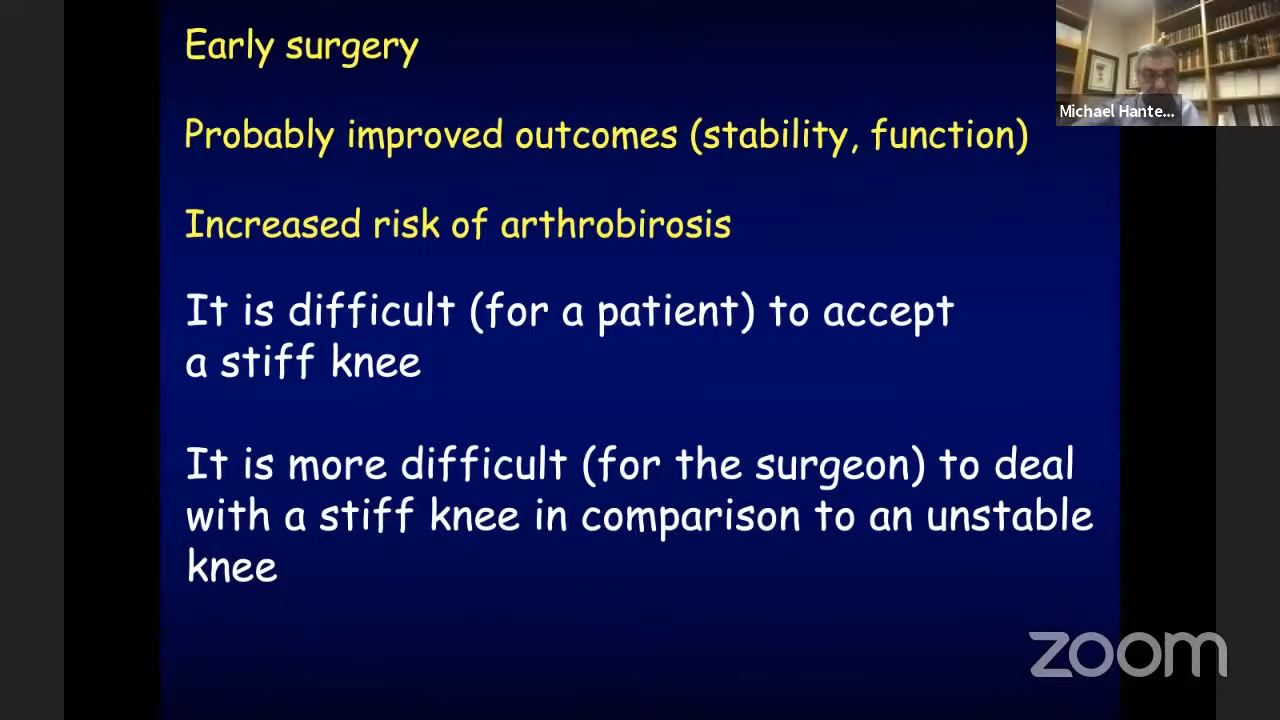 Early surgery
Michael Hante...
Probably improved outcomes (stability, function)
Increased risk of arthrobirosis
It is difficult (for a patient) to accept
a stiff knee
It is more difficult (for the surgeon) to deal
with a stiff knee in comparison to an unstable
knee
zoom